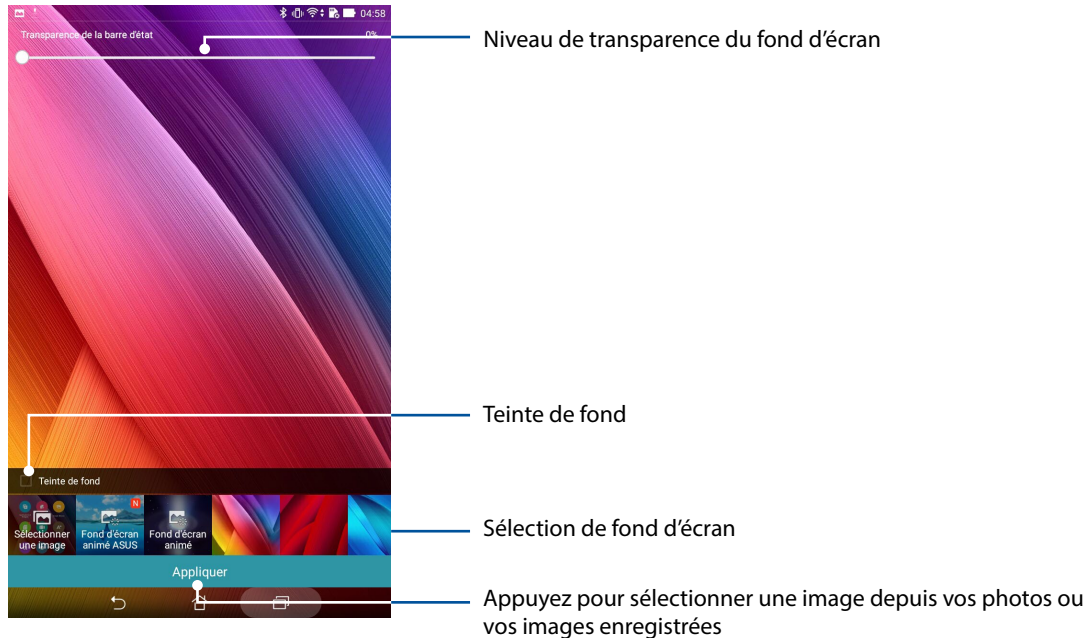 04:58
Transparence de la barre d'état
0%
Niveau de transparence du fond d'écran
Teinte de fond
Teinte de fond
N
Sélectionner
une image
Fond d'écran
animé ASUS
Fond d'écran
animé
Sélection de fond d'écran
Appliquer
Appuyez pour sélectionner une image depuis vos photos ou
vos images enregistrées